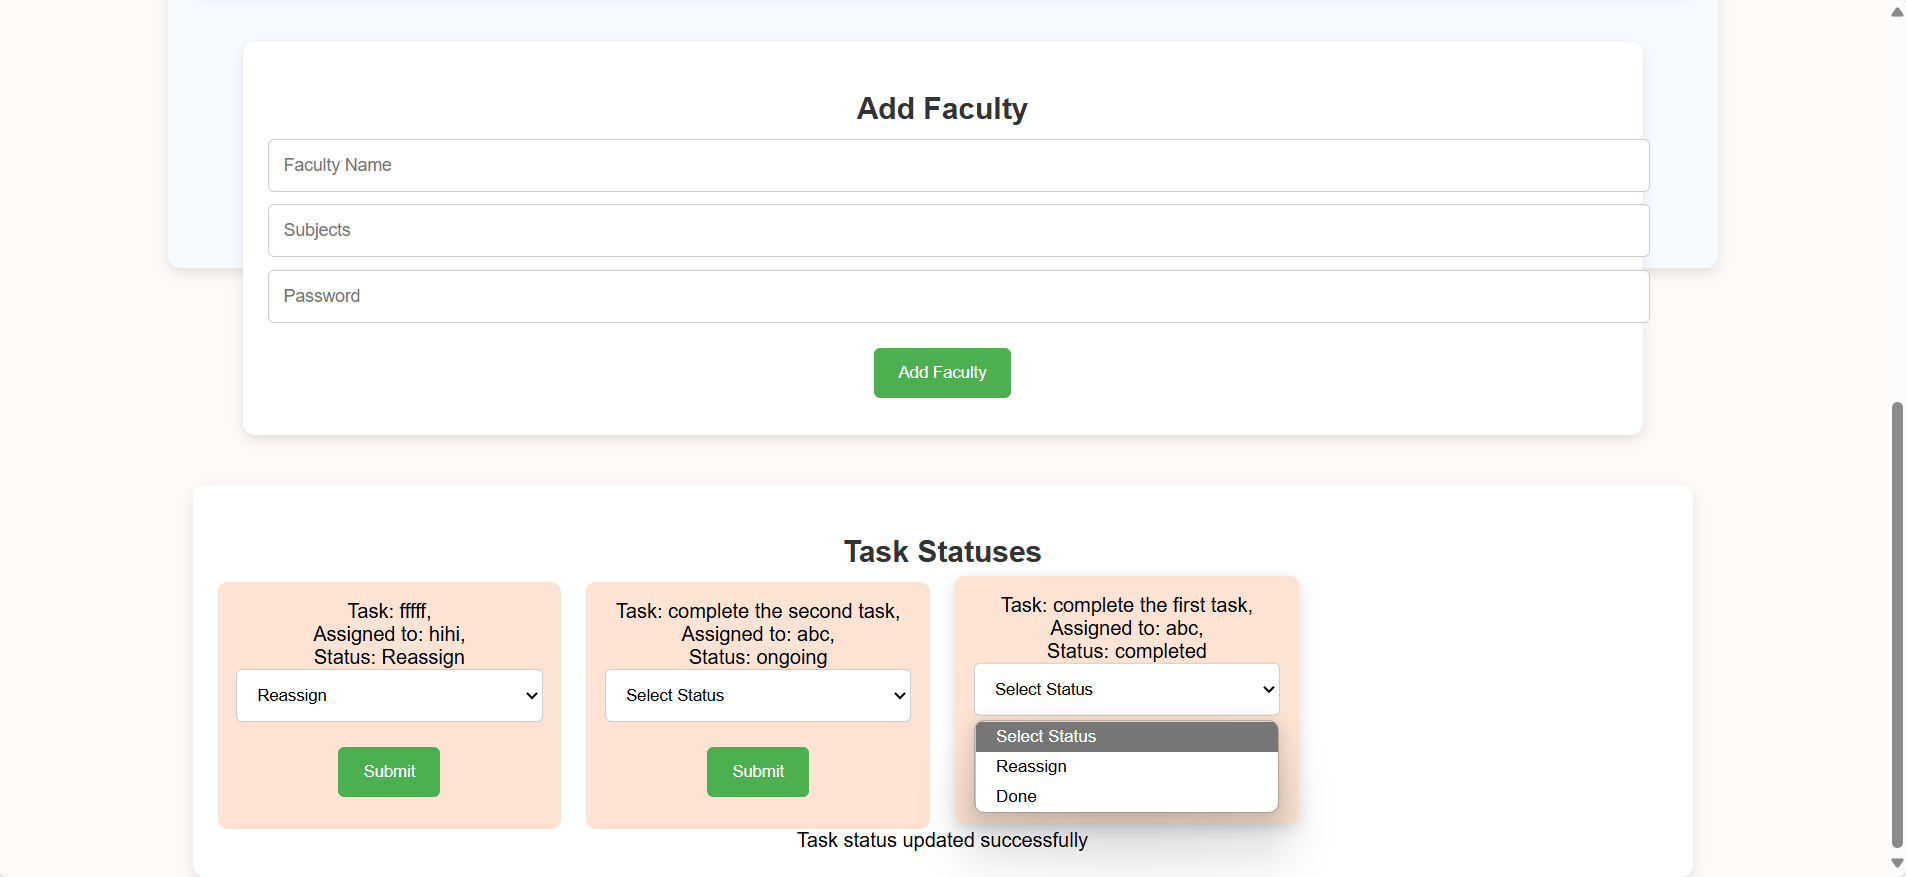 Add Faculty
Faculty Name
Subjects
Password
Add Faculty
Task Statuses
Task: fffff,
Assigned to: hihi,
Status: Reassign
Reassign
Submit
Task: complete the second task,
Assigned to: abc,
Status: ongoing
Select Status
Submit
Task: complete the first task,
Assigned to: abc,
Status: completed
Select Status
Select Status
Reassign
Done
Task status updated successfully